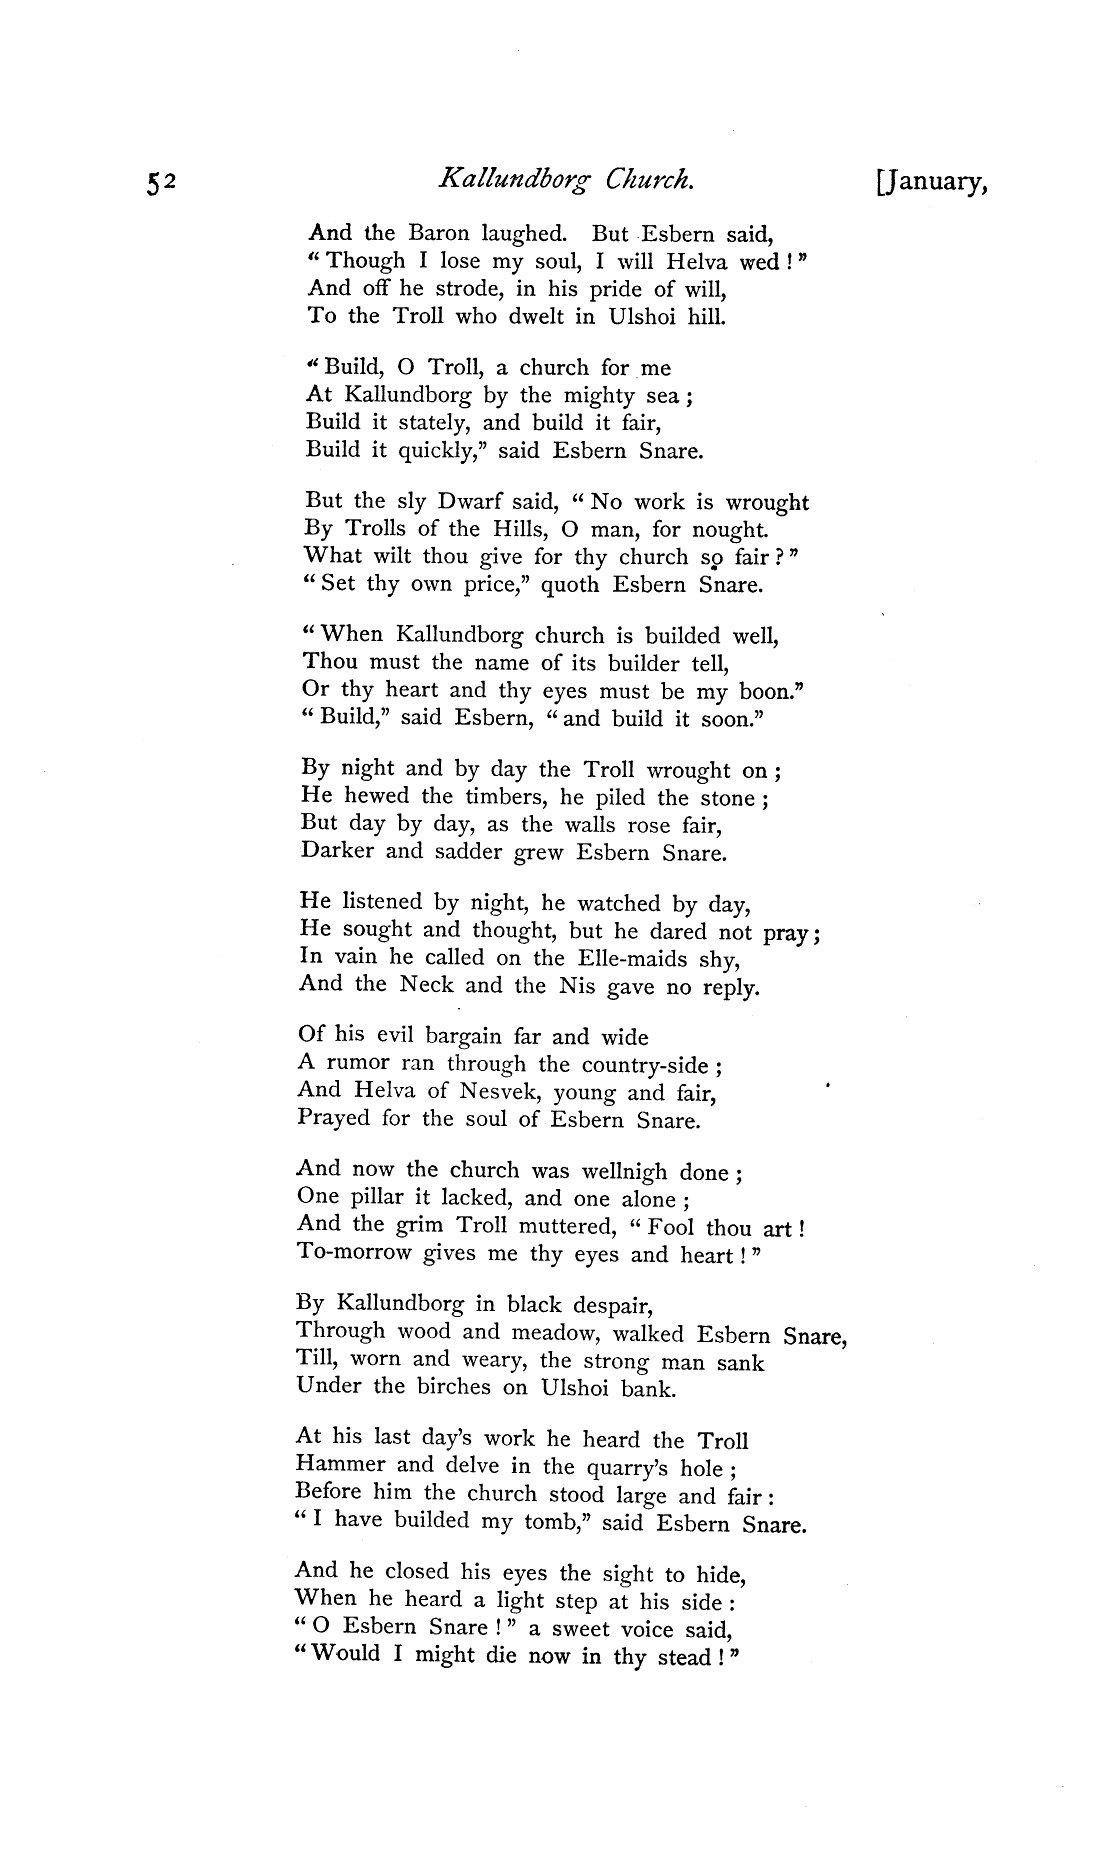 52 Kallundborg Church. [January,
And the Baron laughed. But Esbern said,
“Though I lose my soul, I will Helva wed!”
And off he strode, in his pride of will,
To the Troll who dwelt in Ulshoi hill.
“Build, O Troll, a church for me
At Kallundborg by the mighty sea;
Build it stately, and build it fair,
Build it quickly,” said Esbern Snare.
But the sly Dwarf said, “No work is wrought
By Trolls of the Hills, O man, for nought.
What wilt thou give for thy church so fair?”
“Set thy own price,” quoth Esbern Snare.
“When Kallundborg church is builded well,
Thou must the name of its builder tell,
Or thy heart and thy eyes must be my boon.”
“Build,” said Esbern, “and build it soon.”
By night and by day the Troll wrought on;
He hewed the timbers, he piled the stone;
But day by day, as the walls rose fair,
Darker and sadder grew Esbern Snare.
He listened by night, he watched by day,
He sought and thought, but he dared not pray;
In vain he called on the Elle-maids shy,
And the Neck and the Nis gave no reply.
Of his evil bargain far and wide
A rumor ran through the country-side;
And Helva of Nesvek, young and fair,
Prayed for the soul of Esbern Snare.
And now the church was wellnigh done;
One pillar it lacked, and one alone;
And the grim Troll muttered, “Fool thou art!
To-morrow gives me thy eyes and heart!”
By Kallundborg in black despair,
Through wood and meadow, walked Esbern Snare,
Till, worn and weary, the strong man sank
Under the birches on Ulshoi bank.
At his last day’s work he heard the Troll
Hammer and delve in the quarry’s hole;
Before him the church stood large and fair:
“I have builded my tomb,” said Esbern Snare.
And he closed his eyes the sight to hide,
When he heard a light step at his side:
“O Esbern Snare!” a sweet voice said,
“Would I might die now in thy stead!”